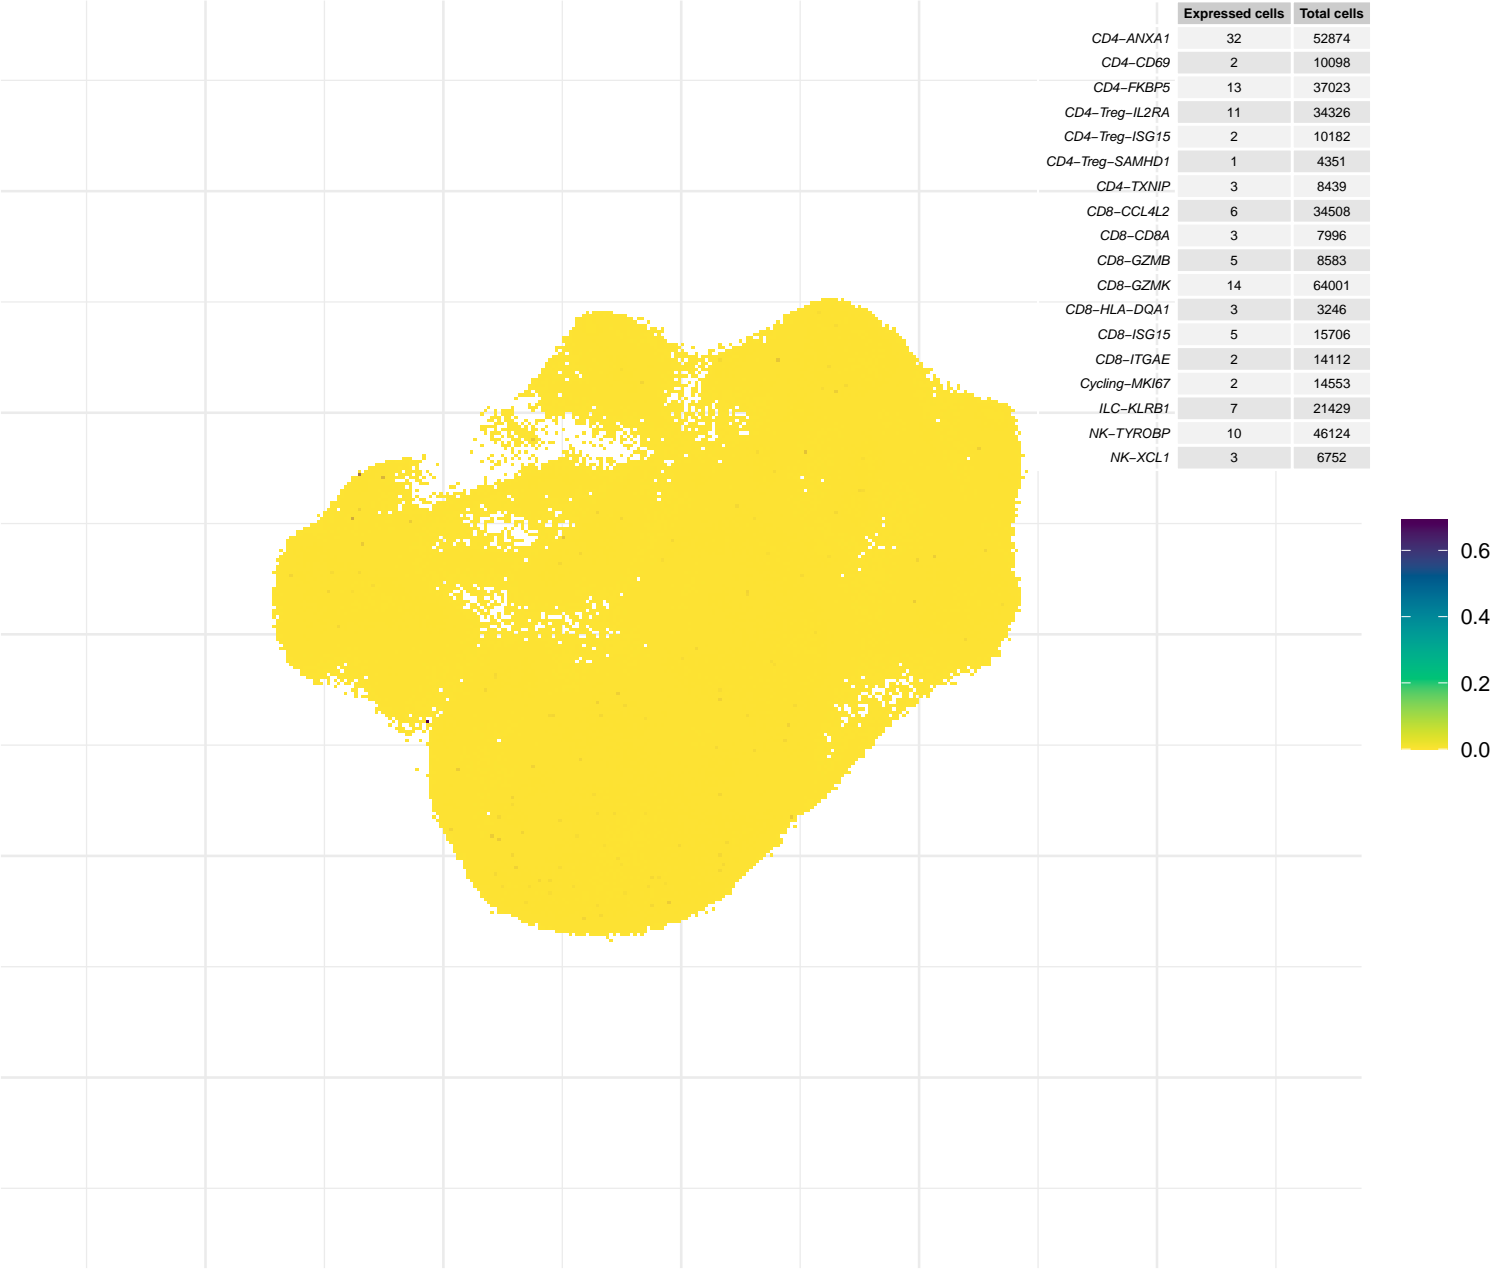 Expressed cells Total cells
CD4−ANXA1 32 52874
CD4−CD69 2 10098
CD4−FKBP5 13 37023
CD4−Treg−IL2RA 11 34326
CD4−Treg−ISG15 2 10182
CD4−Treg−SAMHD1 1 4351
CD4−TXNIP 3 8439
CD8−CCL4L2 6 34508
CD8−CD8A 3 7996
CD8−GZMB 5 8583
CD8−GZMK 14 64001
CD8−HLA−DQA1 3 3246
CD8−ISG15 5 15706
CD8−ITGAE 2 14112
Cycling−MKI67 2 14553
ILC−KLRB1 7 21429
NK−TYROBP 10 46124
NK−XCL1 3 6752
0.6
0.4
0.2
0.0